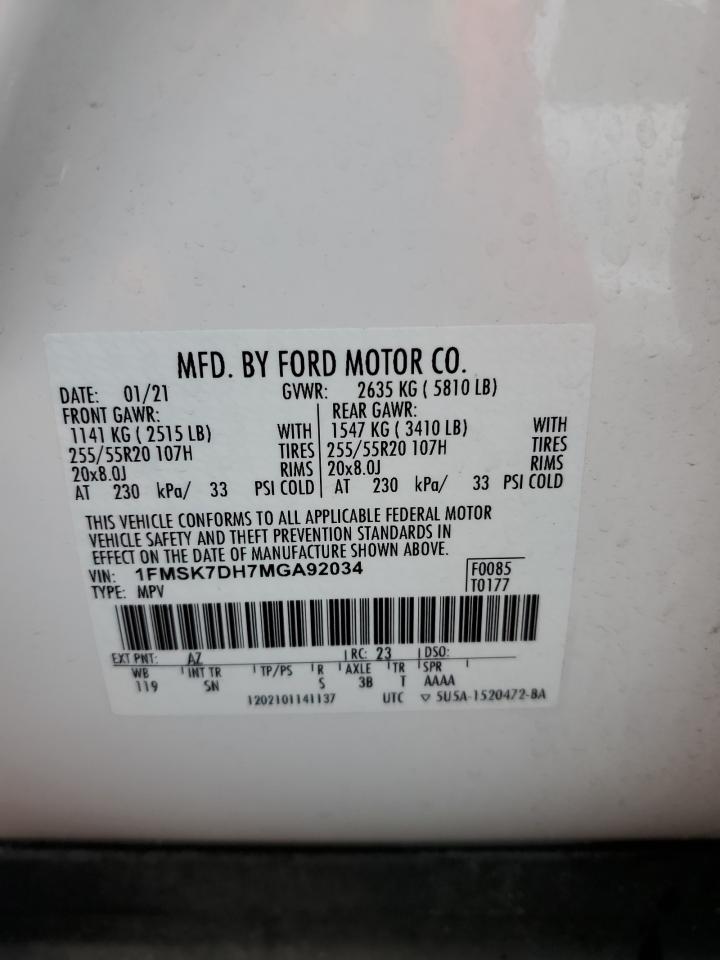 MFD. BY FORD MOTOR CO.
DATE: 01/21 GVWR: 2635 KG ( 5810 LB)
FRONT GAWR: REAR GAWR:
1141 KG ( 2515 LB) WITH 1547 KG ( 3410 LB) WITH
255/55R20 107H TIRES 255/55R20 107H TIRES
20x8.0J RIMS 20x8.0J RIMS
AT 230 kPa/ 33 PSI COLD AT 230 kPa/ 33 PSI COLD
THIS VEHICLE CONFORMS TO ALL APPLICABLE FEDERAL MOTOR
VEHICLE SAFETY AND THEFT PREVENTION STANDARDS IN
EFFECT ON THE DATE OF MANUFACTURE SHOWN ABOVE.
VIN: 1FMSK7DH7MGA92034 F0085
TYPE: MPV T0177
EXT PNT: AZ RC: 23 DSO:
WB INT TR TP/PS R AXLE TR SPR
119 SN S 3B T AAAA
1202101141137 UTC ▽ 5U5A-1520472-BA